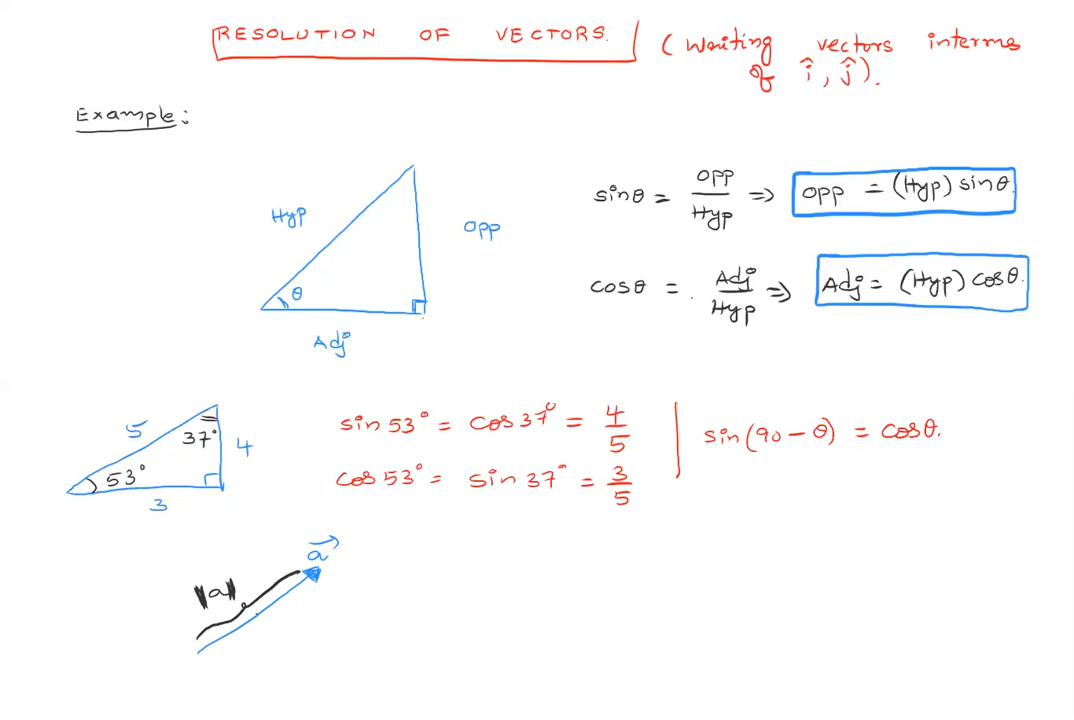 RESOLUTION OF VECTORS. (Writing vectors interms
of î, ĵ).
Example:
sinθ = Opp/Hyp ⇒ Opp = (Hyp) sinθ.
Hyp
Opp
θ
cosθ = Adj/Hyp ⇒ Adj = (Hyp) cosθ.
Adj
5
37°
4
53°
3
sin 53° = cos 37° = 4/5
cos 53° = sin 37° = 3/5
sin(90 - θ) = cosθ.
a⃗
|a|